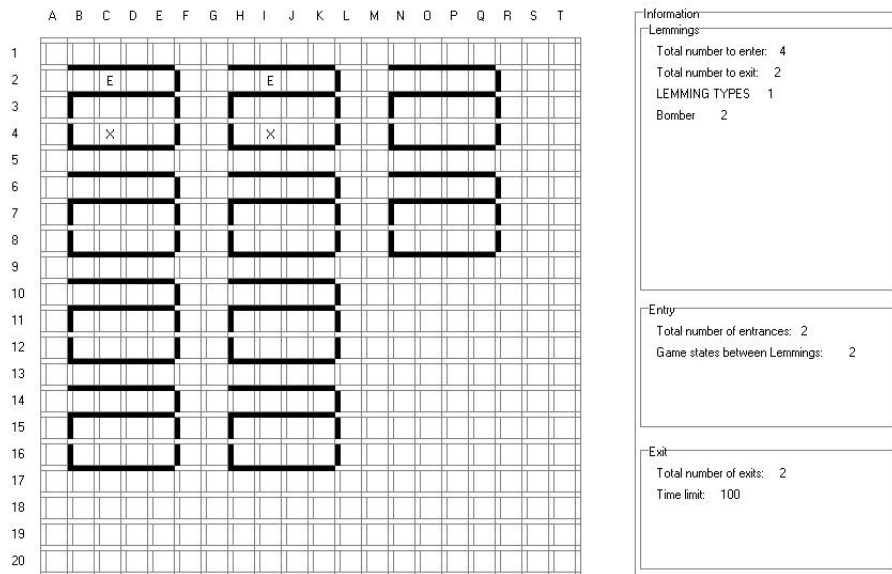 A B C D E F G H I J K L M N O P Q R S T
1
2 E E
3
4 X X
5
6
7
8
9
10
11
12
13
14
15
16
17
18
19
20
Information
Lemmings
Total number to enter: 4
Total number to exit: 2
LEMMING TYPES 1
Bomber 2
Entry
Total number of entrances: 2
Game states between Lemmings: 2
Exit
Total number of exits: 2
Time limit: 100